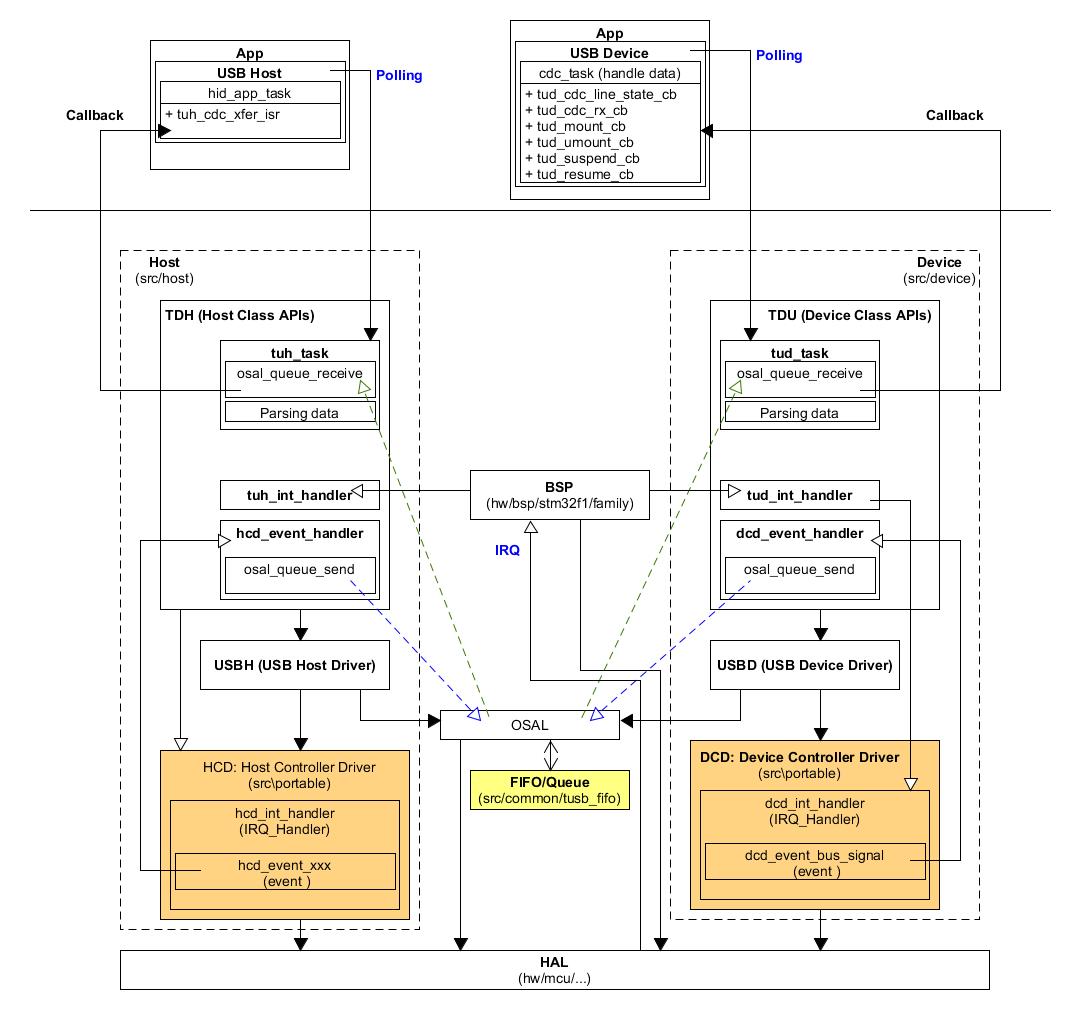 App
USB Host
hid_app_task
+ tuh_cdc_xfer_isr
Polling
Callback
App
USB Device
cdc_task (handle data)
+ tud_cdc_line_state_cb
+ tud_cdc_rx_cb
+ tud_mount_cb
+ tud_umount_cb
+ tud_suspend_cb
+ tud_resume_cb
Polling
Callback
Host
(src/host)
TDH (Host Class APIs)
tuh_task
osal_queue_receive
Parsing data
tuh_int_handler
hcd_event_handler
osal_queue_send
USBH (USB Host Driver)
HCD: Host Controller Driver
(src\portable)
hcd_int_handler
(IRQ_Handler)
hcd_event_xxx
(event )
BSP
(hw/bsp/stm32f1/family)
IRQ
OSAL
FIFO/Queue
(src/common/tusb_fifo)
Device
(src/device)
TDU (Device Class APIs)
tud_task
osal_queue_receive
Parsing data
tud_int_handler
dcd_event_handler
osal_queue_send
USBD (USB Device Driver)
DCD: Device Controller Driver
(src\portable)
dcd_int_handler
(IRQ_Handler)
dcd_event_bus_signal
(event )
HAL
(hw/mcu/...)